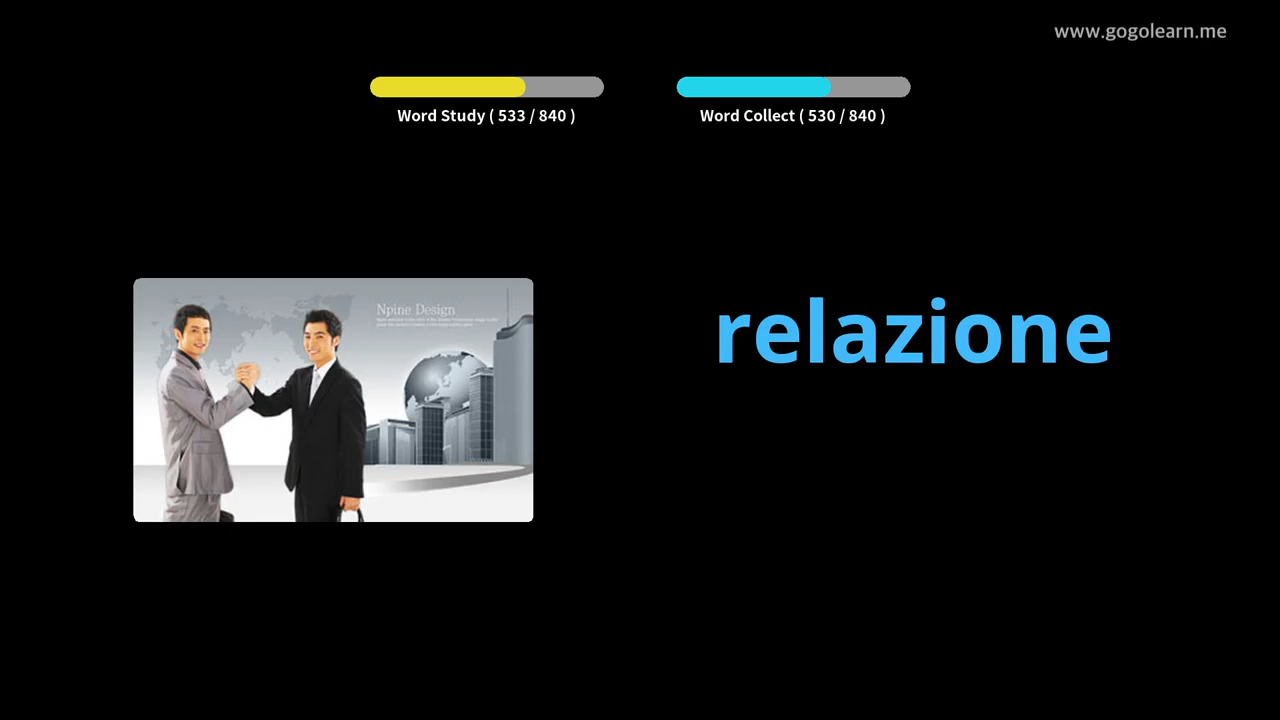 www.gogolearn.me
Word Study ( 533 / 840 )
Word Collect ( 530 / 840 )
Npine Design
relazione